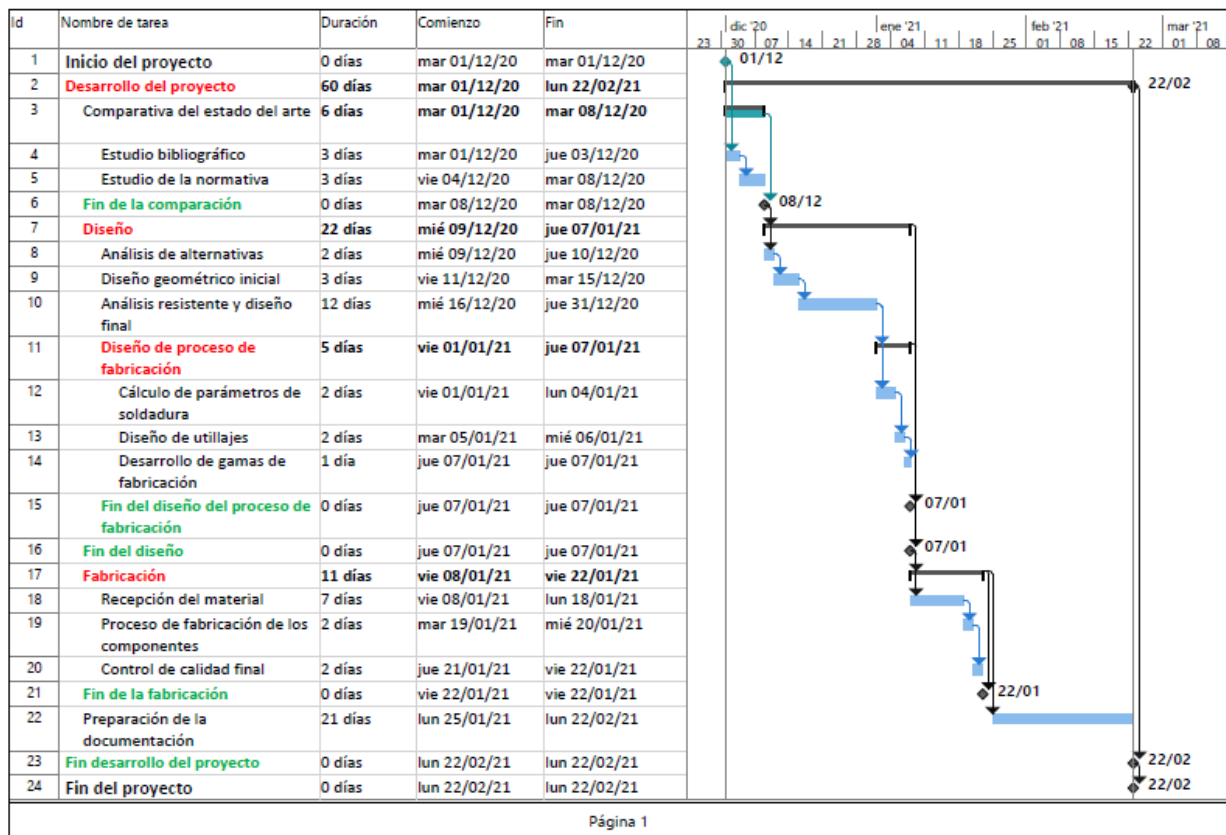 Id Nombre de tarea Duración Comienzo Fin dic '20 ene '21 feb '21 mar '21
23 30 07 14 21 28 04 11 18 25 01 08 15 22 01 08
1 Inicio del proyecto 0 días mar 01/12/20 mar 01/12/20 01/12
2 Desarrollo del proyecto 60 días mar 01/12/20 lun 22/02/21 22/02
3 Comparativa del estado del arte 6 días mar 01/12/20 mar 08/12/20
4 Estudio bibliográfico 3 días mar 01/12/20 jue 03/12/20
5 Estudio de la normativa 3 días vie 04/12/20 mar 08/12/20
6 Fin de la comparación 0 días mar 08/12/20 mar 08/12/20 08/12
7 Diseño 22 días mié 09/12/20 jue 07/01/21
8 Análisis de alternativas 2 días mié 09/12/20 jue 10/12/20
9 Diseño geométrico inicial 3 días vie 11/12/20 mar 15/12/20
10 Análisis resistente y diseño 12 días mié 16/12/20 jue 31/12/20
final
11 Diseño de proceso de 5 días vie 01/01/21 jue 07/01/21
fabricación
12 Cálculo de parámetros de 2 días vie 01/01/21 lun 04/01/21
soldadura
13 Diseño de utillajes 2 días mar 05/01/21 mié 06/01/21
14 Desarrollo de gamas de 1 día jue 07/01/21 jue 07/01/21
fabricación
15 Fin del diseño del proceso de 0 días jue 07/01/21 jue 07/01/21 07/01
fabricación
16 Fin del diseño 0 días jue 07/01/21 jue 07/01/21 07/01
17 Fabricación 11 días vie 08/01/21 vie 22/01/21
18 Recepción del material 7 días vie 08/01/21 lun 18/01/21
19 Proceso de fabricación de los 2 días mar 19/01/21 mié 20/01/21
componentes
20 Control de calidad final 2 días jue 21/01/21 vie 22/01/21
21 Fin de la fabricación 0 días vie 22/01/21 vie 22/01/21 22/01
22 Preparación de la 21 días lun 25/01/21 lun 22/02/21
documentación
23 Fin desarrollo del proyecto 0 días lun 22/02/21 lun 22/02/21 22/02
24 Fin del proyecto 0 días lun 22/02/21 lun 22/02/21 22/02
Página 1